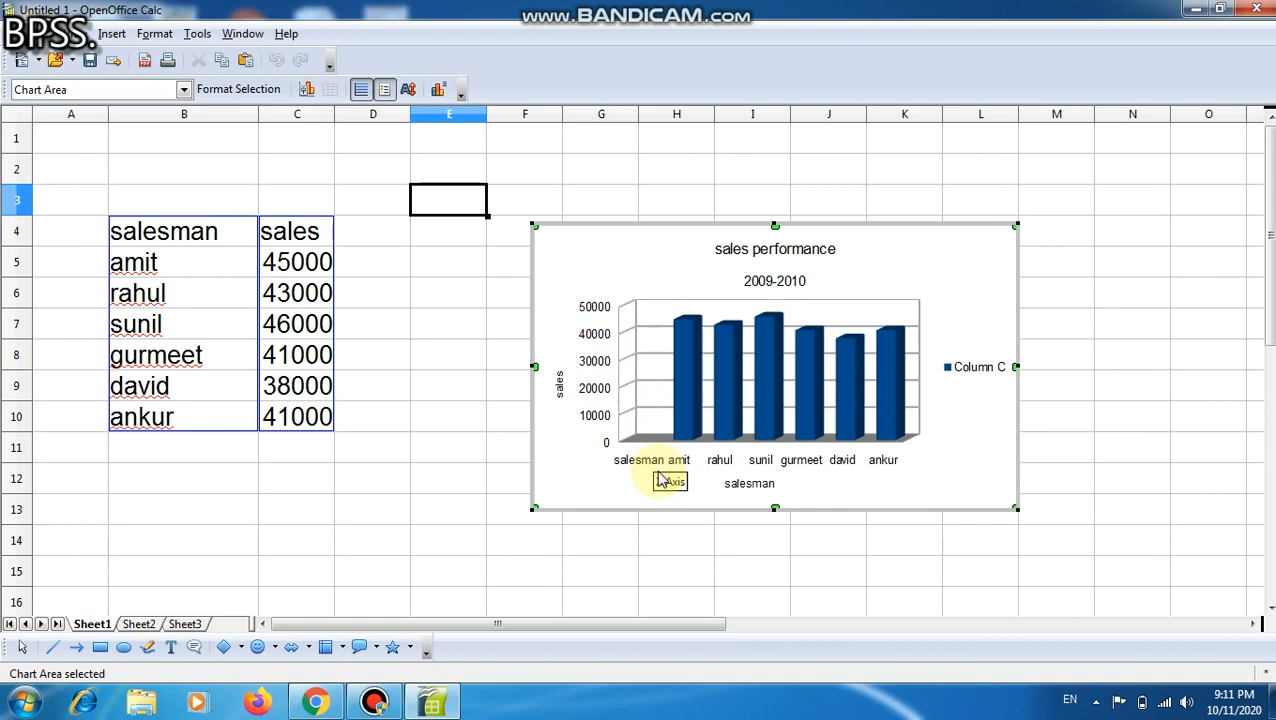 Untitled 1 - OpenOffice Calc
www.BANDICAM.com
BPSS.
Insert Format Tools Window Help
Chart Area Format Selection
A B C D E F G H I J K L M N O
1
2
3
4 salesman sales
5 amit 45000
6 rahul 43000
7 sunil 46000
8 gurmeet 41000
9 david 38000
10 ankur 41000
11
12
13
14
15
16
sales performance
2009-2010
50000
40000
30000
20000
10000
0
sales
Column C
salesman amit rahul sunil gurmeet david ankur
Axis
salesman
Sheet1 Sheet2 Sheet3
Chart Area selected *
EN
9:11 PM
10/11/2020